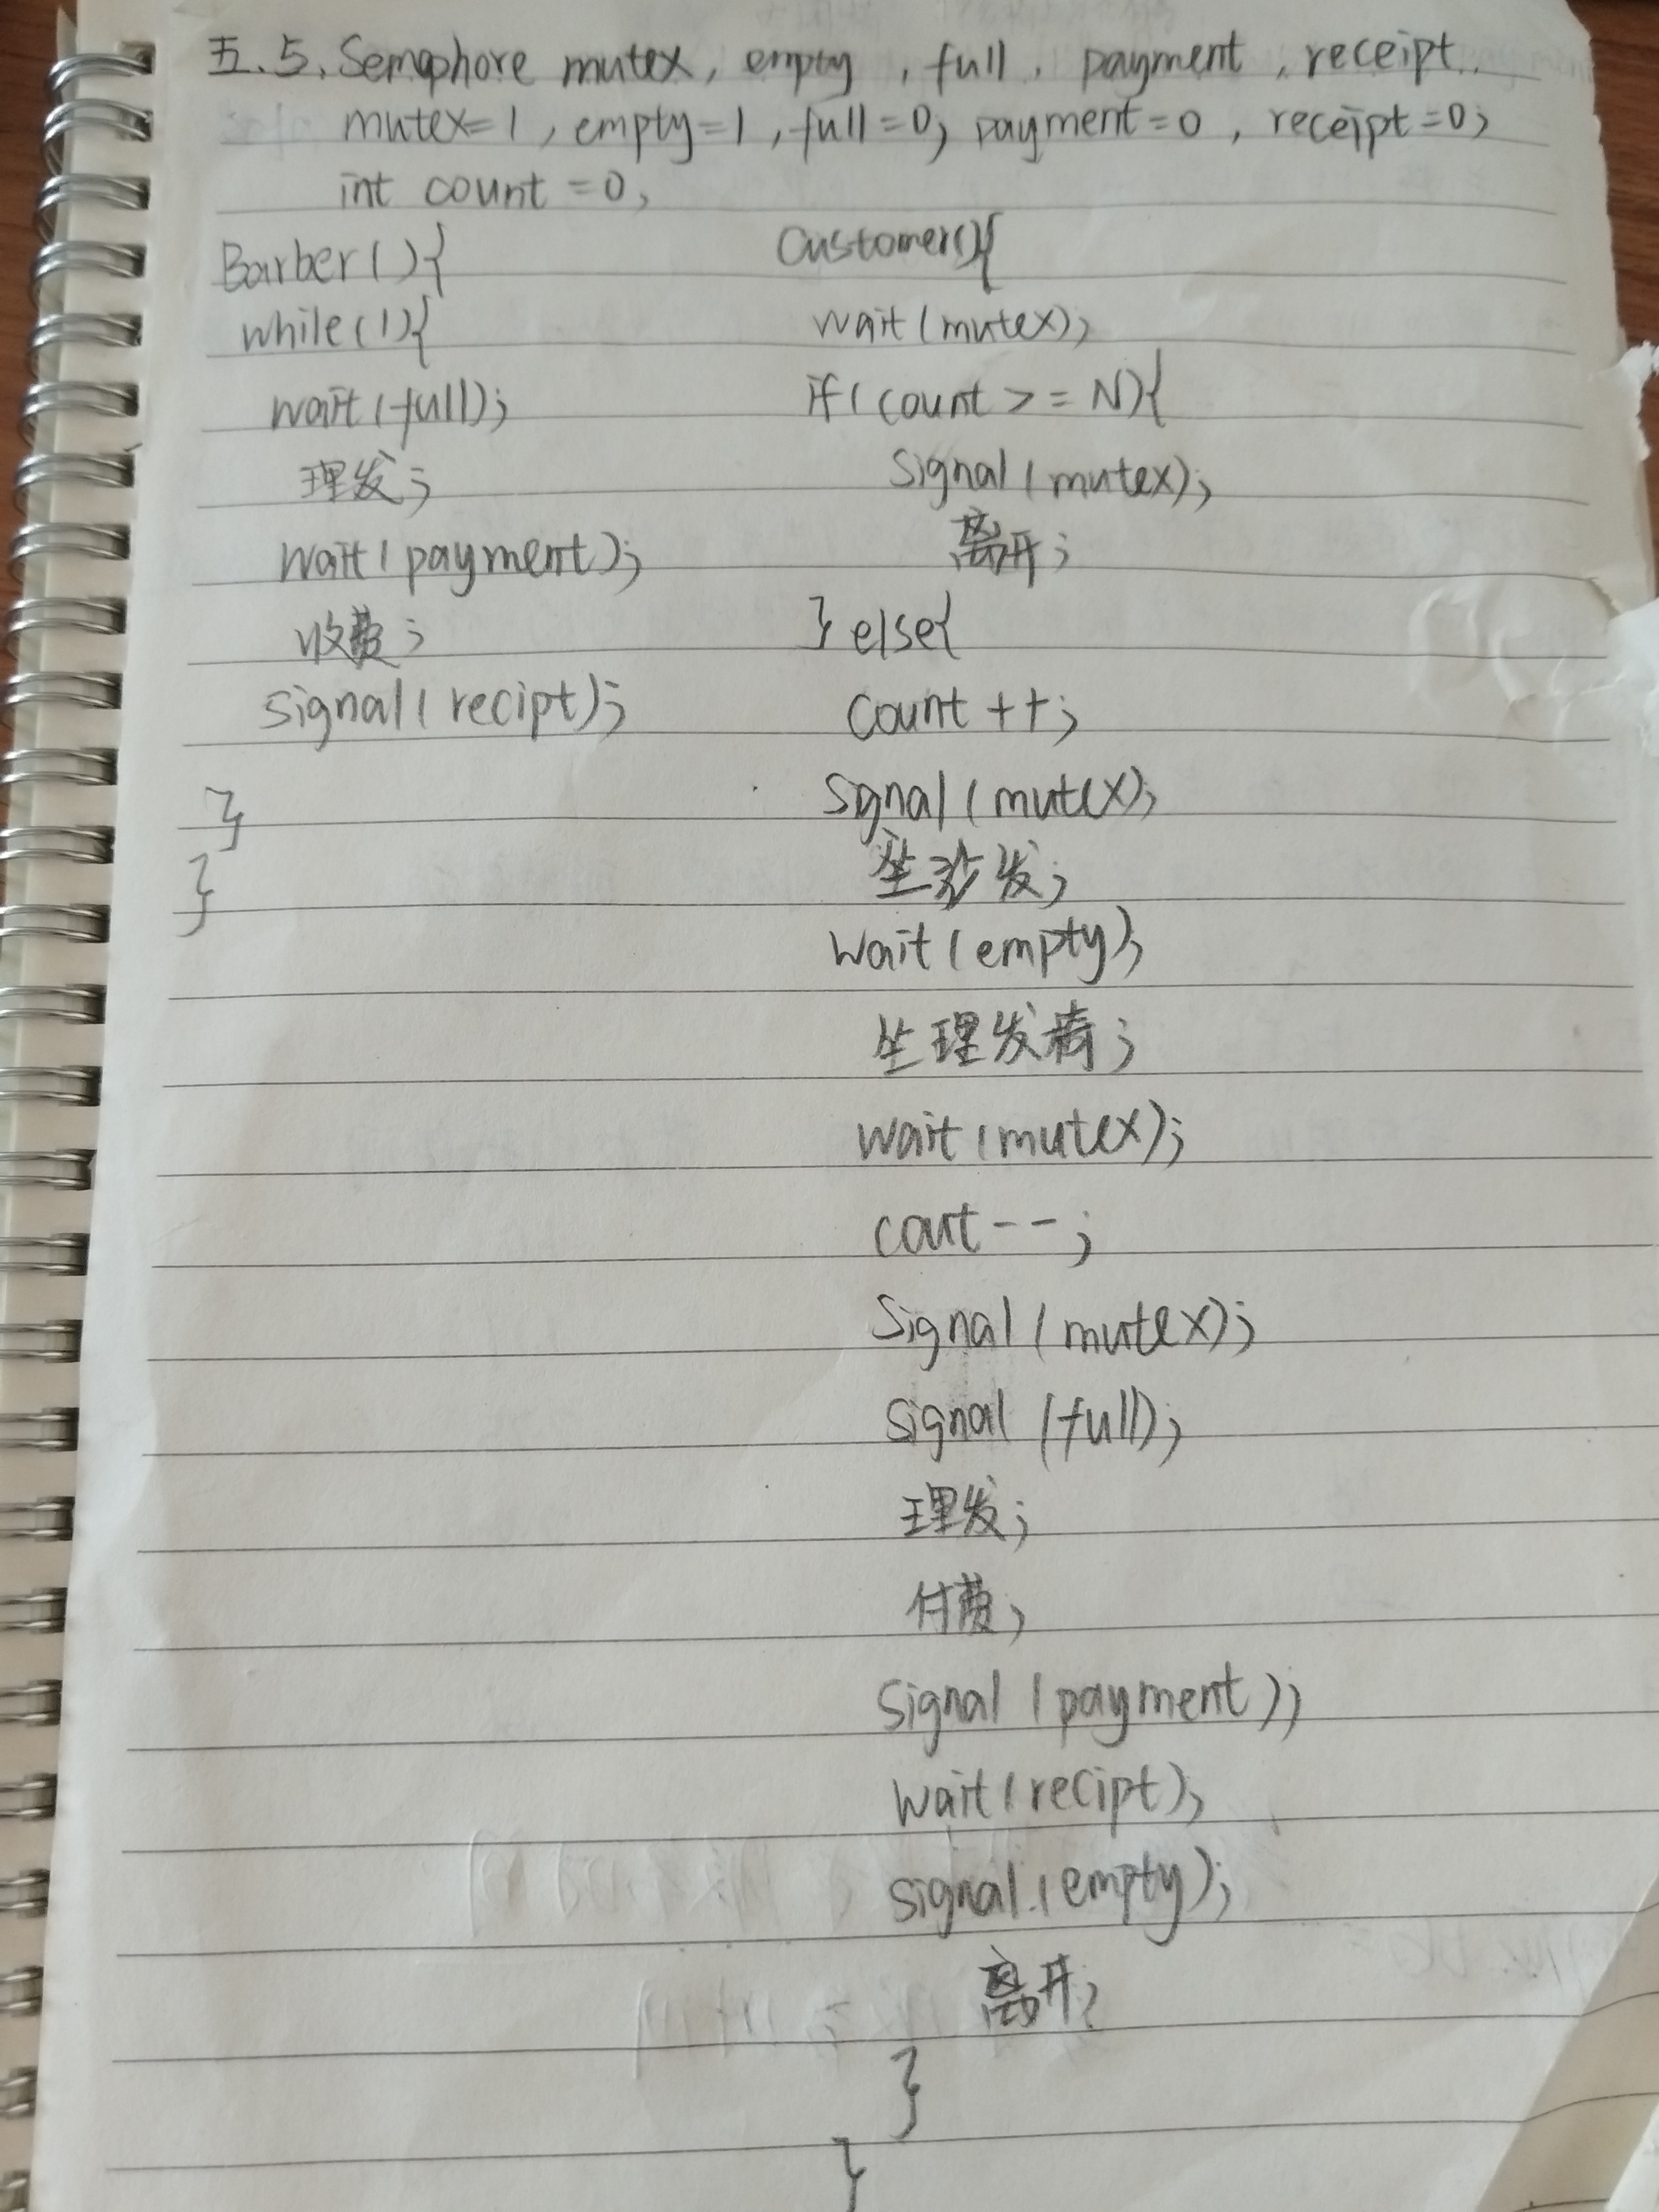 五.5. Semaphore mutex, empty, full, payment, receipt.
mutex=1, empty=1, full=0, payment=0, receipt=0;
int count=0,
Barber(){
while(1){
wait(full);
理发;
wait(payment);
收费;
signal(recipt);
}
}
Customer(){
wait(mutex);
if(count>=N){
signal(mutex);
离开;
}else{
count++;
Signal(mutex);
坐沙发;
wait(empty);
坐理发椅;
wait(mutex);
cout--;
Signal(mutex);
signal(full);
理发;
付费;
Signal(payment);
wait(recipt);
signal(empty);
离开;
}
}